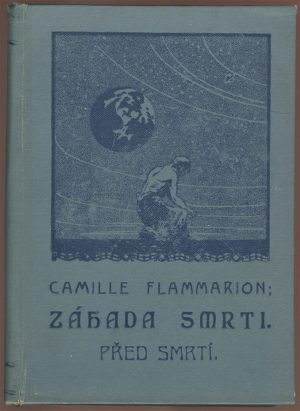 CAMILLE FLAMMARION;
ZÁHADA SMRTI.
PŘED SMRTÍ.